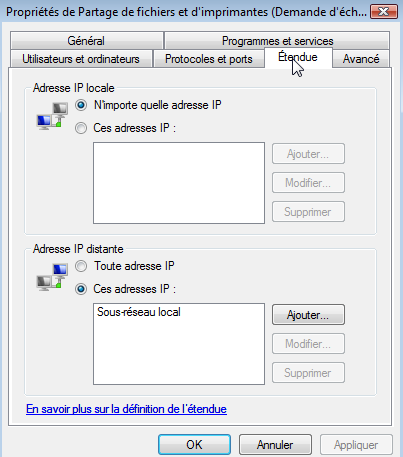 Propriétés de Partage de fichiers et d'imprimantes (Demande d'éch...
Général
Programmes et services
Utilisateurs et ordinateurs
Protocoles et ports
Étendue
Avancé
Adresse IP locale
N'importe quelle adresse IP
Ces adresses IP :
Ajouter...
Modifier...
Supprimer
Adresse IP distante
Toute adresse IP
Ces adresses IP :
Sous-réseau local
Ajouter...
Modifier...
Supprimer
En savoir plus sur la définition de l'étendue
OK
Annuler
Appliquer